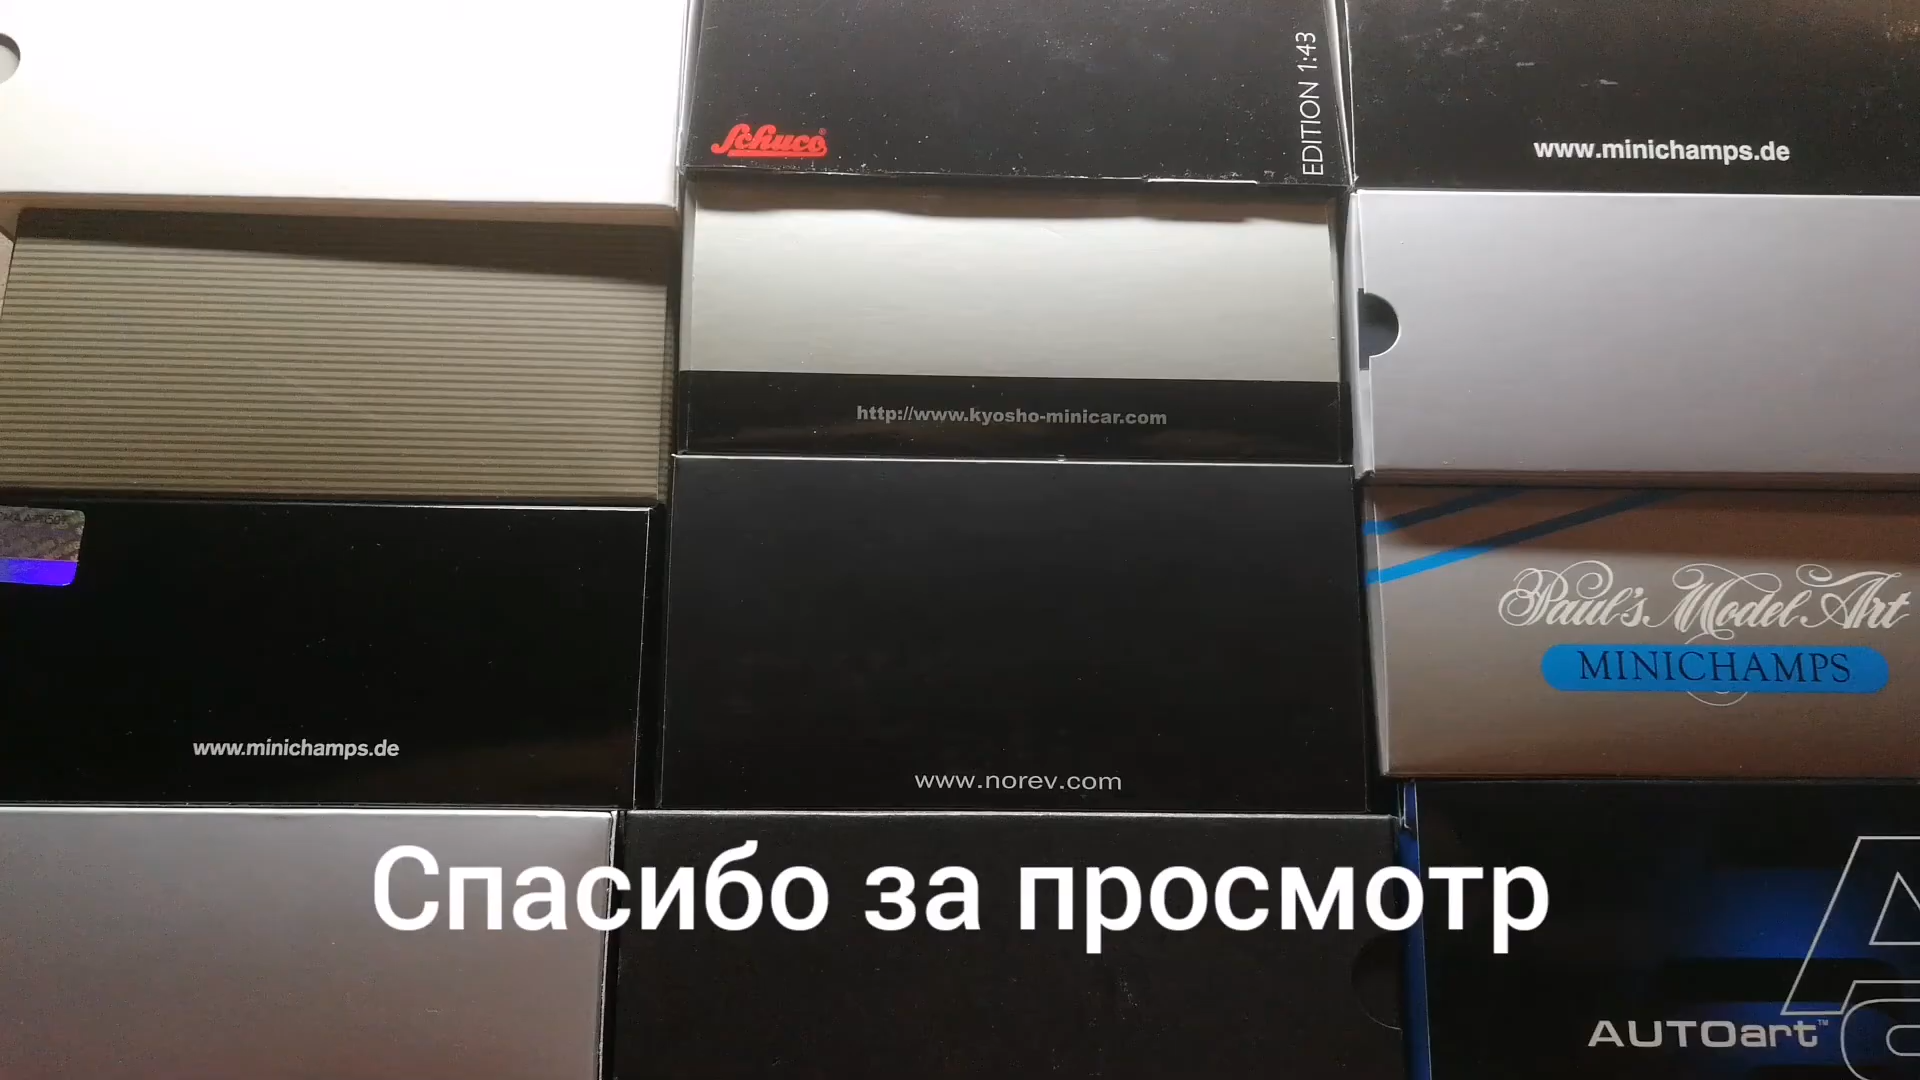 Schuco
EDITION 1:43
www.minichamps.de
http://www.kyosho-minicar.com
www.minichamps.de
www.norev.com
Paul's Model Art
MINICHAMPS
Спасибо за просмотр
AUTOart™